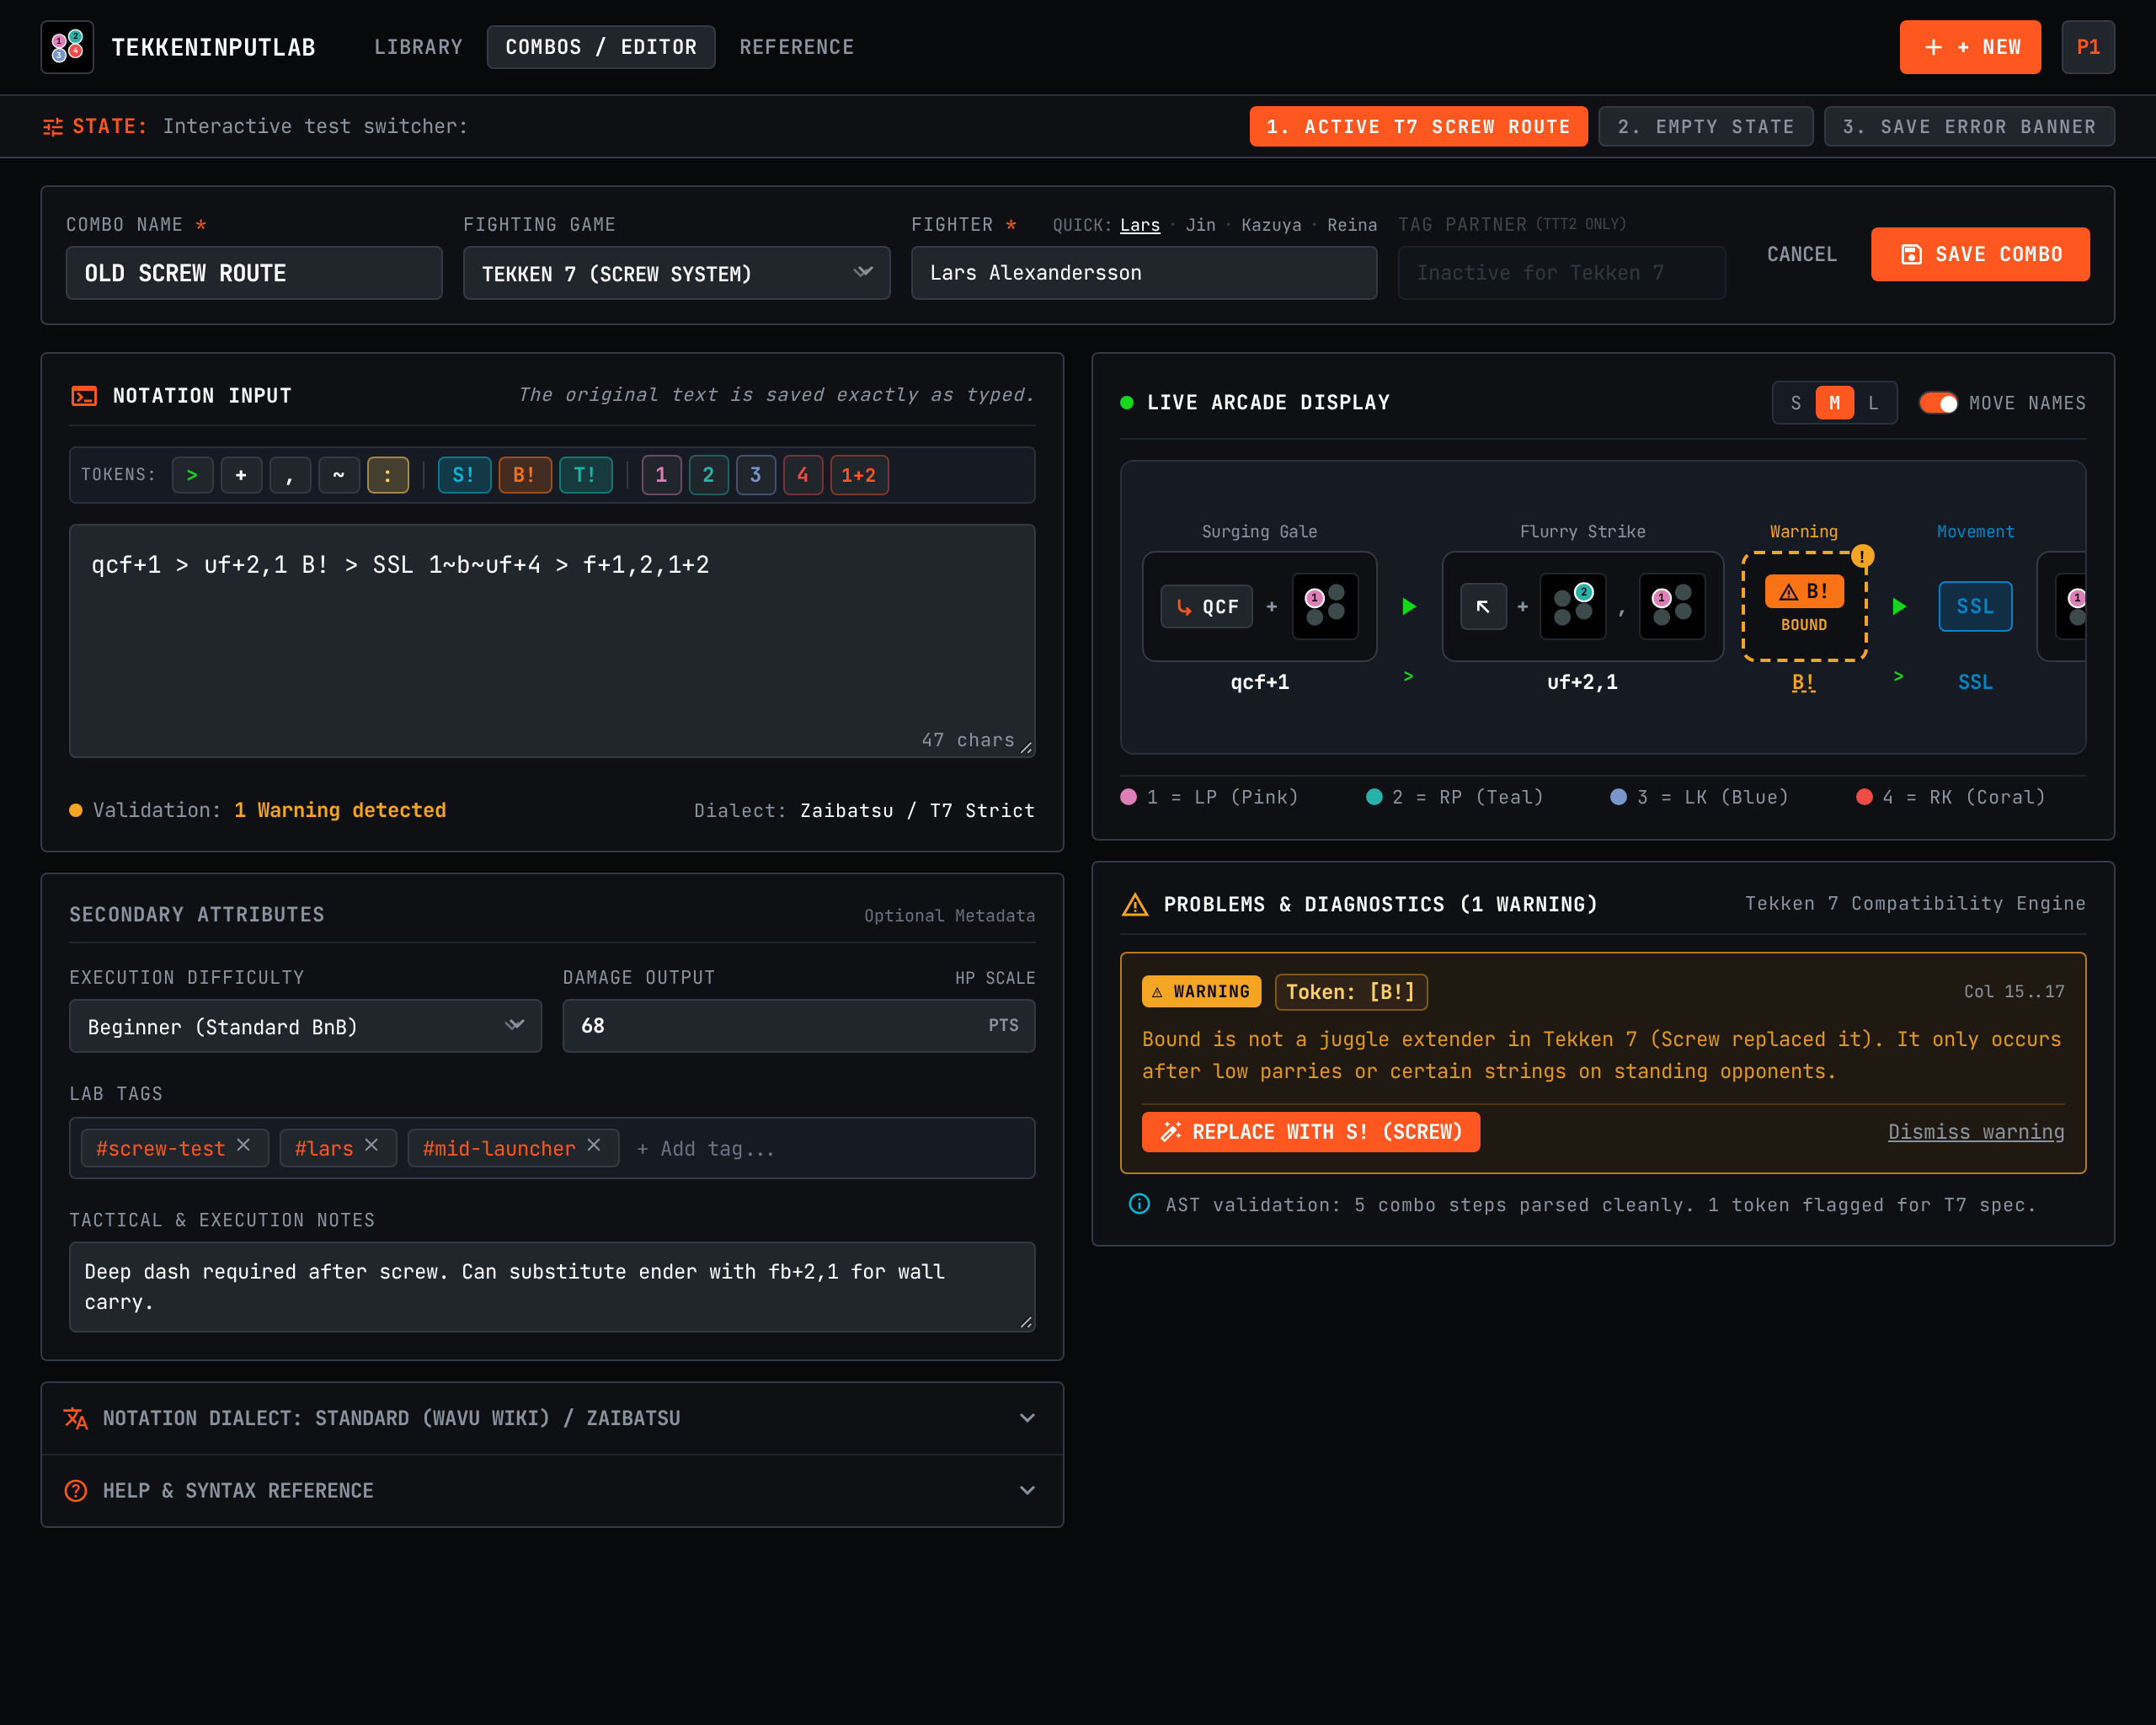 TEKKENINPUTLAB
LIBRARY
COMBOS / EDITOR
REFERENCE
+ NEW
P1
STATE: Interactive test switcher:
1. ACTIVE T7 SCREW ROUTE
2. EMPTY STATE
3. SAVE ERROR BANNER
COMBO NAME *
OLD SCREW ROUTE
FIGHTING GAME
TEKKEN 7 (SCREW SYSTEM)
FIGHTER *
QUICK: Lars · Jin · Kazuya · Reina
Lars Alexandersson
TAG PARTNER (TTT2 ONLY)
Inactive for Tekken 7
CANCEL
SAVE COMBO
NOTATION INPUT
The original text is saved exactly as typed.
TOKENS: > + , ~ : S! B! T! 1 2 3 4 1+2
qcf+1 > uf+2,1 B! > SSL 1~b~uf+4 > f+1,2,1+2
47 chars
Validation: 1 Warning detected
Dialect: Zaibatsu / T7 Strict
LIVE ARCADE DISPLAY
S M L
MOVE NAMES
Surging Gale
Flurry Strike
Warning
Movement
QCF + 1
+ 2 , 1
!
B!
BOUND
SSL
1
qcf+1
>
uf+2,1
B!
>
SSL
1 = LP (Pink)
2 = RP (Teal)
3 = LK (Blue)
4 = RK (Coral)
SECONDARY ATTRIBUTES
Optional Metadata
EXECUTION DIFFICULTY
Beginner (Standard BnB)
DAMAGE OUTPUT
HP SCALE
68
PTS
LAB TAGS
#screw-test
#lars
#mid-launcher
+ Add tag...
TACTICAL & EXECUTION NOTES
Deep dash required after screw. Can substitute ender with fb+2,1 for wall
carry.
PROBLEMS & DIAGNOSTICS (1 WARNING)
Tekken 7 Compatibility Engine
WARNING
Token: [B!]
Col 15..17
Bound is not a juggle extender in Tekken 7 (Screw replaced it). It only occurs
after low parries or certain strings on standing opponents.
REPLACE WITH S! (SCREW)
Dismiss warning
AST validation: 5 combo steps parsed cleanly. 1 token flagged for T7 spec.
NOTATION DIALECT: STANDARD (WAVU WIKI) / ZAIBATSU
HELP & SYNTAX REFERENCE